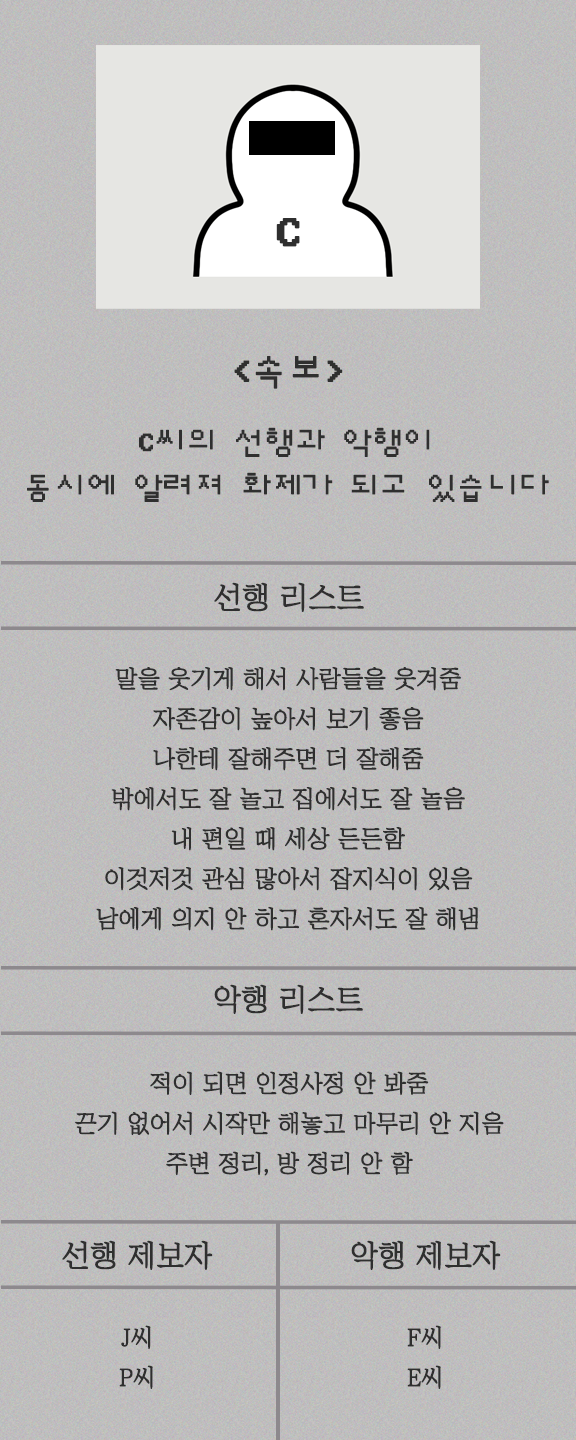 C
<속보>
C씨의 선행과 악행이
동시에 알려져 화제가 되고 있습니다
선행 리스트
말을 웃기게 해서 사람들을 웃겨줌
자존감이 높아서 보기 좋음
나한테 잘해주면 더 잘해줌
밖에서도 잘 놀고 집에서도 잘 놀음
내 편일 때 세상 든든함
이것저것 관심 많아서 잡지식이 있음
남에게 의지 안 하고 혼자서도 잘 해냄
악행 리스트
적이 되면 인정사정 안 봐줌
끈기 없어서 시작만 해놓고 마무리 안 지음
주변 정리, 방 정리 안 함
선행 제보자
J씨
P씨
악행 제보자
F씨
E씨